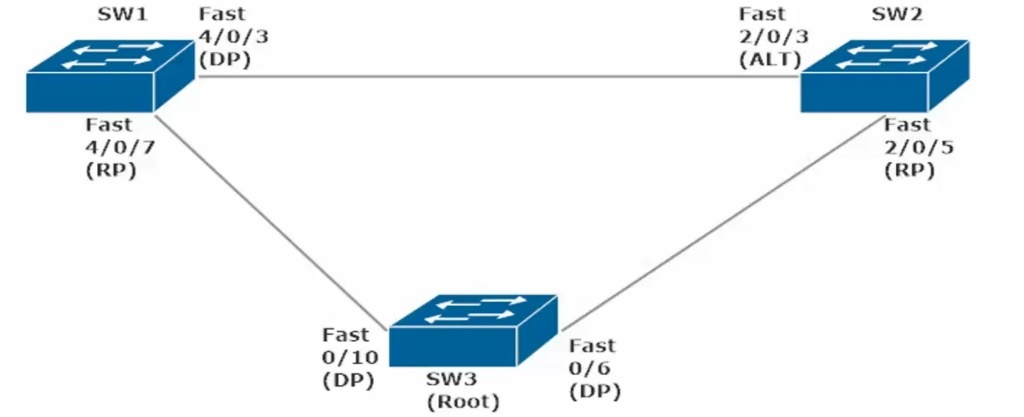 SW1
Fast
4/0/3
(DP)
Fast
2/0/3
(ALT)
SW2
Fast
4/0/7
(RP)
Fast
2/0/5
(RP)
Fast
0/10
(DP)
SW3
(Root)
Fast
0/6
(DP)